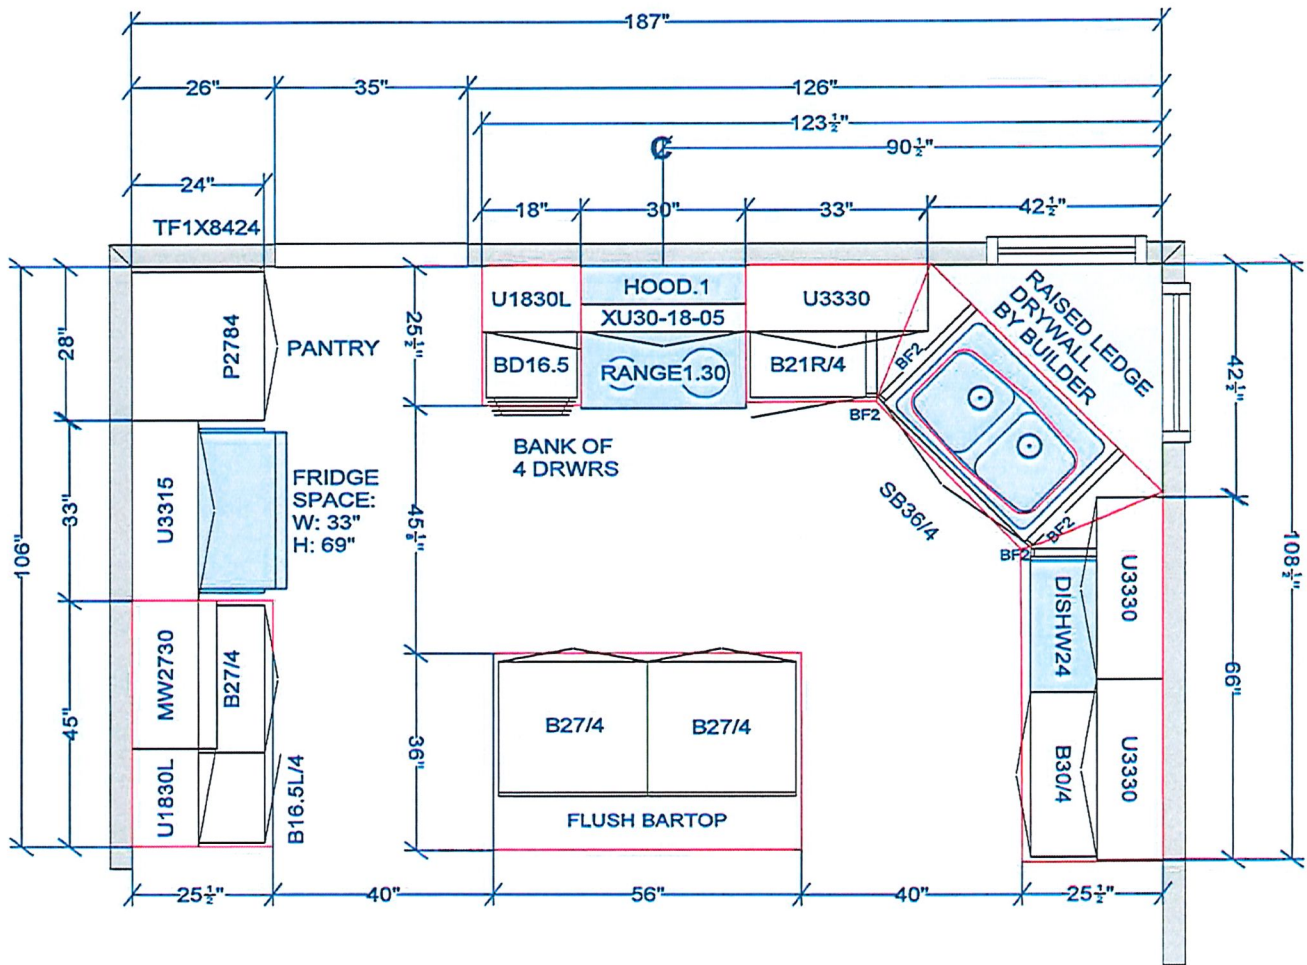 187"
26"
35"
126"
123½"
℄
90½"
24"
18"
30"
33"
42½"
TF1X8424
P2784
PANTRY
28"
25½"
U1830L
HOOD.1
XU30-18-05
U3330
BD16.5
RANGE1.30
B21R/4
BF2
BF2
RAISED LEDGE
DRYWALL
BY BUILDER
42½"
BANK OF
4 DRWRS
U3315
33"
FRIDGE
SPACE:
W: 33"
H: 69"
45⅛"
SB36/4
BF2
BF2
106"
108½"
DISHW24
U3330
66"
MW2730
B27/4
45"
U1830L
B16.5L/4
36"
B27/4
B27/4
FLUSH BARTOP
B30/4
U3330
25½"
40"
56"
40"
25½"